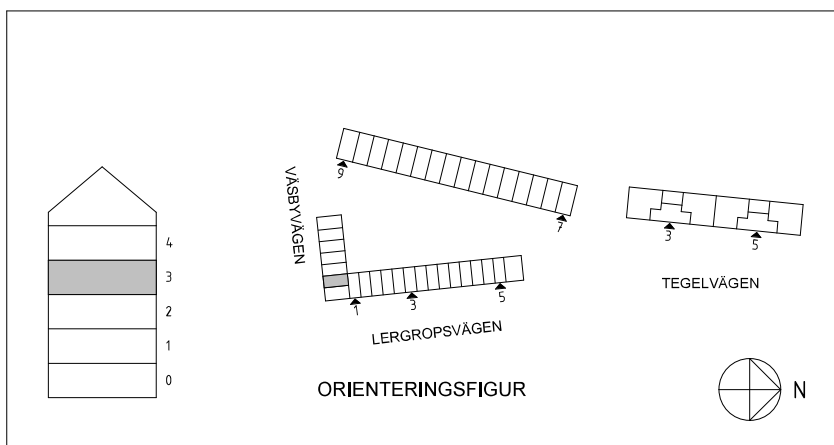 VÄSBYVÄGEN
9
7
4
3
2
1
0
1
3
5
LERGROPSVÄGEN
3
5
TEGELVÄGEN
ORIENTERINGSFIGUR
N